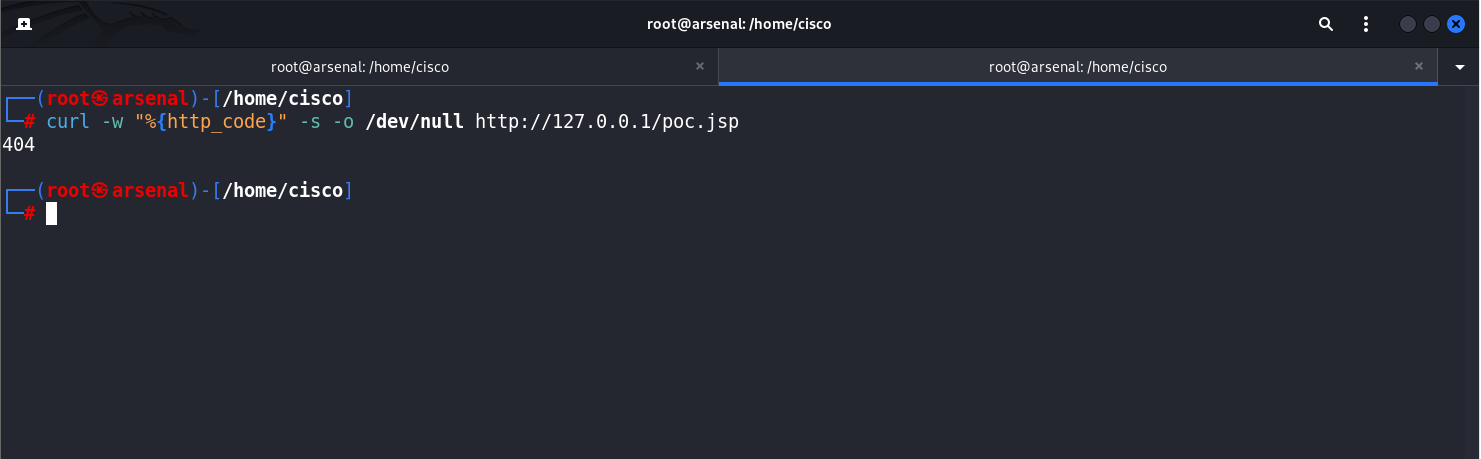 root@arsenal: /home/cisco
root@arsenal: /home/cisco × root@arsenal: /home/cisco ×
┌──(root㉿arsenal)-[/home/cisco]
└─# curl -w "%{http_code}" -s -o /dev/null http://127.0.0.1/poc.jsp
404
┌──(root㉿arsenal)-[/home/cisco]
└─#